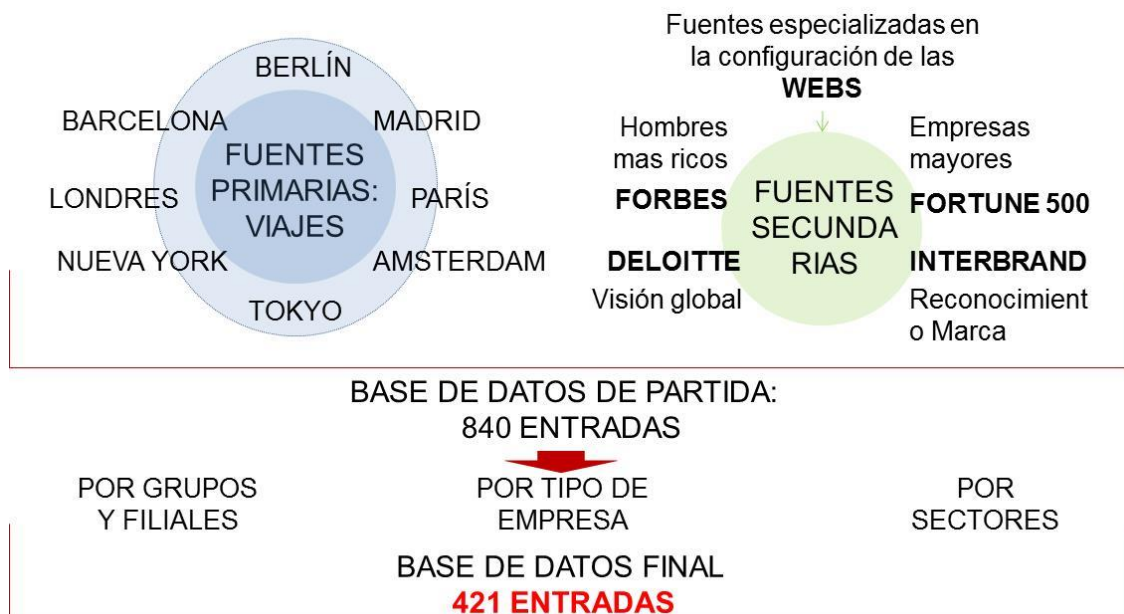 BERLÍN
BARCELONA
MADRID
FUENTES
PRIMARIAS:
VIAJES
LONDRES
PARÍS
NUEVA YORK
AMSTERDAM
TOKYO
Fuentes especializadas en
la configuración de las
WEBS
Hombres
mas ricos
FORBES
Empresas
mayores
FORTUNE 500
FUENTES
SECUNDA
RIAS
DELOITTE
Visión global
INTERBRAND
Reconocimient
o Marca
BASE DE DATOS DE PARTIDA:
840 ENTRADAS
POR GRUPOS
Y FILIALES
POR TIPO DE
EMPRESA
POR
SECTORES
BASE DE DATOS FINAL
421 ENTRADAS